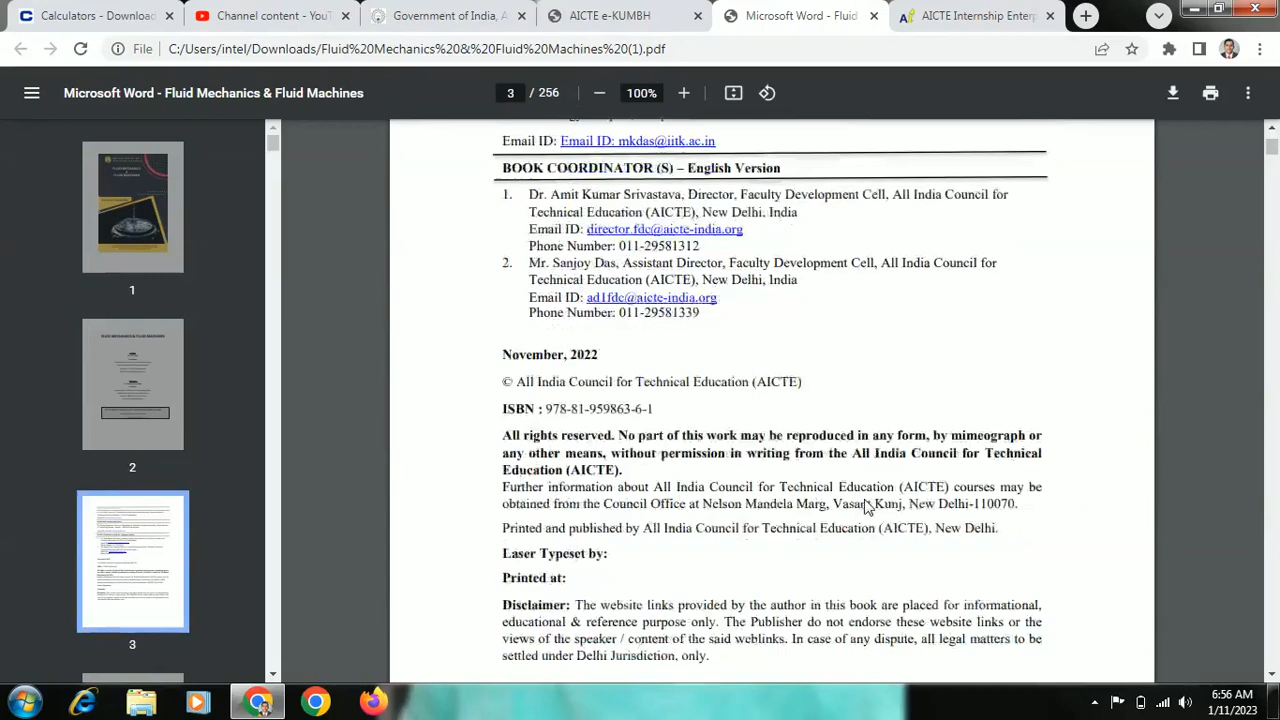 Calculators - Download
Channel content - YouT
Government of India, A
AICTE e-KUMBH
Microsoft Word - Fluid
AICTE Internship Enterp
File
C:/Users/intel/Downloads/Fluid%20Mechanics%20&%20Fluid%20Machines%20(1).pdf
Microsoft Word - Fluid Mechanics & Fluid Machines
3 / 256
100%
Email ID: Email ID: mkdas@iitk.ac.in
BOOK COORDINATOR (S) – English Version
1. Dr. Amit Kumar Srivastava, Director, Faculty Development Cell, All India Council for
Technical Education (AICTE), New Delhi, India
Email ID: director.fdc@aicte-india.org
Phone Number: 011-29581312
2. Mr. Sanjoy Das, Assistant Director, Faculty Development Cell, All India Council for
Technical Education (AICTE), New Delhi, India
Email ID: ad1fdc@aicte-india.org
Phone Number: 011-29581339
November, 2022
© All India Council for Technical Education (AICTE)
ISBN : 978-81-959863-6-1
All rights reserved. No part of this work may be reproduced in any form, by mimeograph or
any other means, without permission in writing from the All India Council for Technical
Education (AICTE).
Further information about All India Council for Technical Education (AICTE) courses may be
obtained from the Council Office at Nelson Mandela Marg, Vasant Kunj, New Delhi-110070.
Printed and published by All India Council for Technical Education (AICTE), New Delhi.
Laser Typeset by:
Printed at:
Disclaimer: The website links provided by the author in this book are placed for informational,
educational & reference purpose only. The Publisher do not endorse these website links or the
views of the speaker / content of the said weblinks. In case of any dispute, all legal matters to be
settled under Delhi Jurisdiction, only.
1
2
3
6:56 AM
1/11/2023